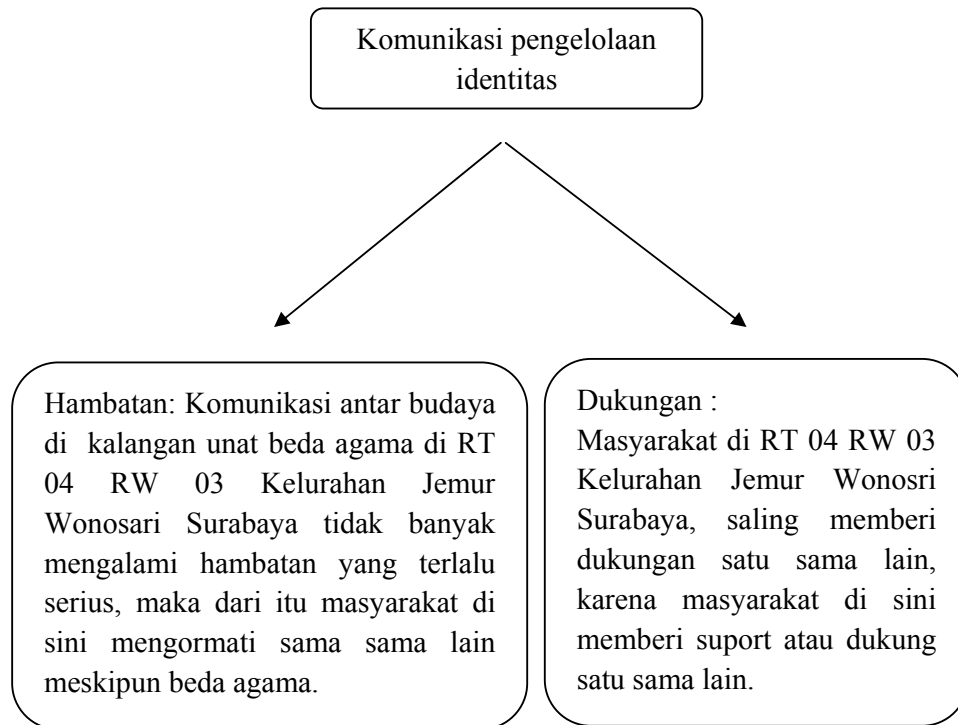 Komunikasi pengelolaan
identitas
Hambatan: Komunikasi antar budaya
di kalangan unat beda agama di RT
04 RW 03 Kelurahan Jemur
Wonosari Surabaya tidak banyak
mengalami hambatan yang terlalu
serius, maka dari itu masyarakat di
sini mengormati sama sama lain
meskipun beda agama.
Dukungan :
Masyarakat di RT 04 RW 03
Kelurahan Jemur Wonosri
Surabaya, saling memberi
dukungan satu sama lain,
karena masyarakat di sini
memberi suport atau dukung
satu sama lain.